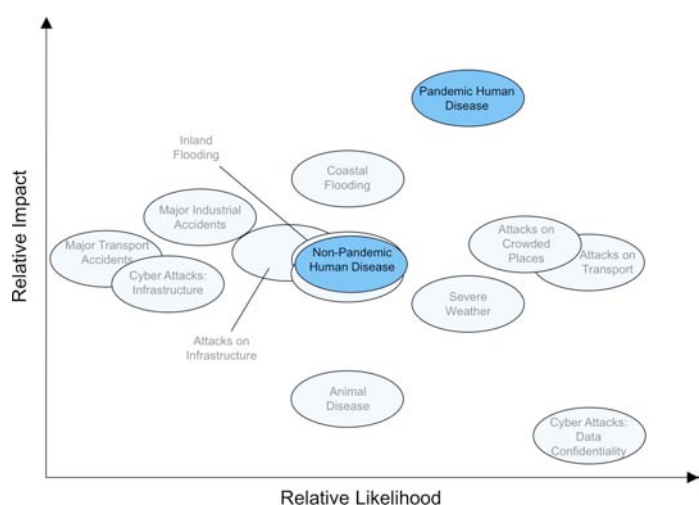 Pandemic Human
Disease
Inland
Flooding
Coastal
Flooding
Major Industrial
Accidents
Major Transport
Accidents
Cyber Attacks:
Infrastructure
Non-Pandemic
Human Disease
Attacks on
Crowded
Places
Attacks on
Transport
Severe
Weather
Attacks on
Infrastructure
Animal
Disease
Cyber Attacks:
Data
Confidentiality
Relative Impact
Relative Likelihood